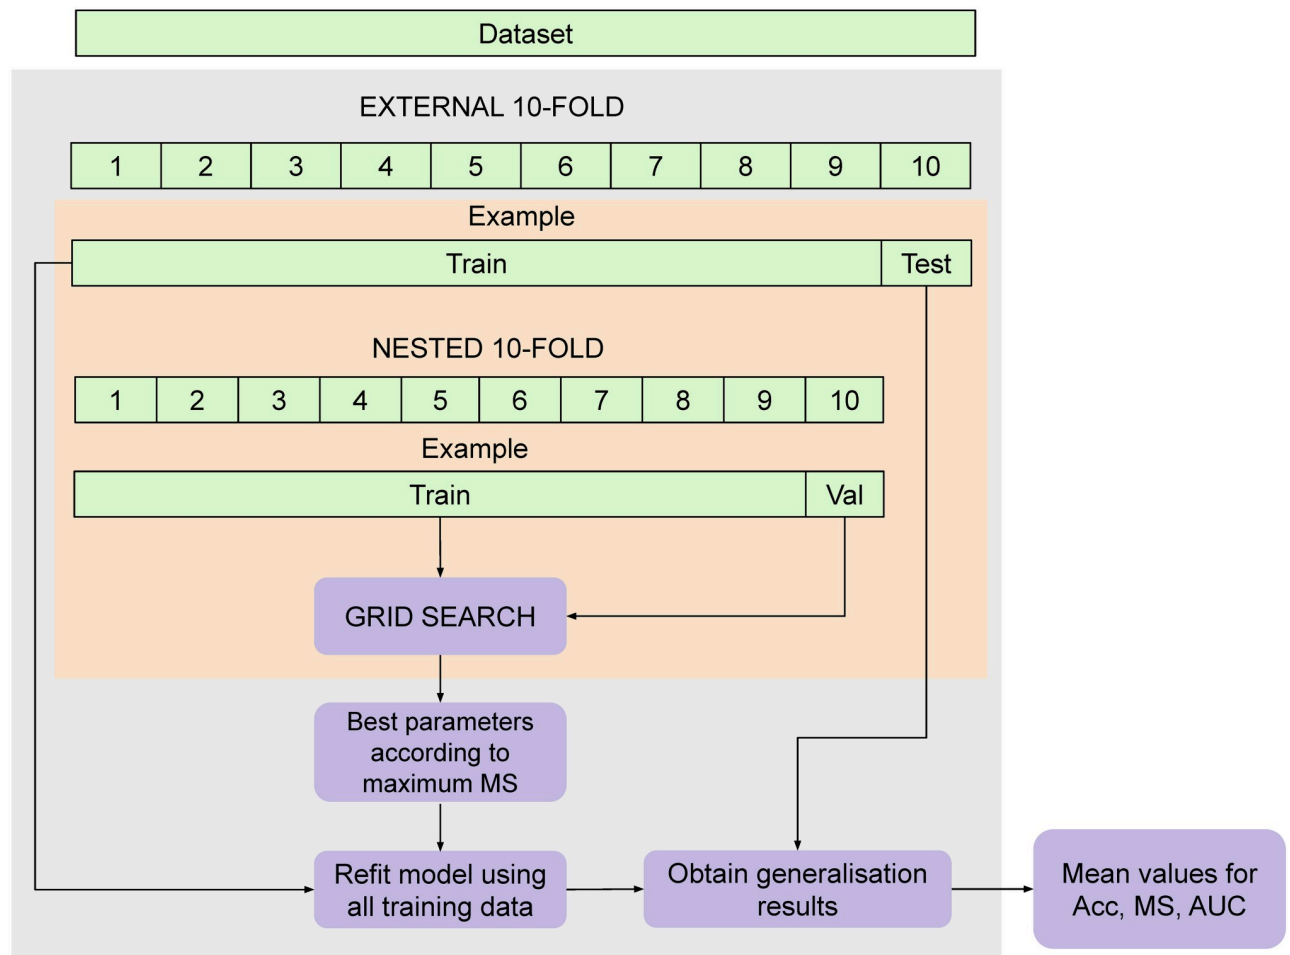 Dataset
EXTERNAL 10-FOLD
1 2 3 4 5 6 7 8 9 10
Example
Train Test
NESTED 10-FOLD
1 2 3 4 5 6 7 8 9 10
Example
Train Val
GRID SEARCH
Best parameters
according to
maximum MS
Refit model using
all training data
Obtain generalisation
results
Mean values for
Acc, MS, AUC